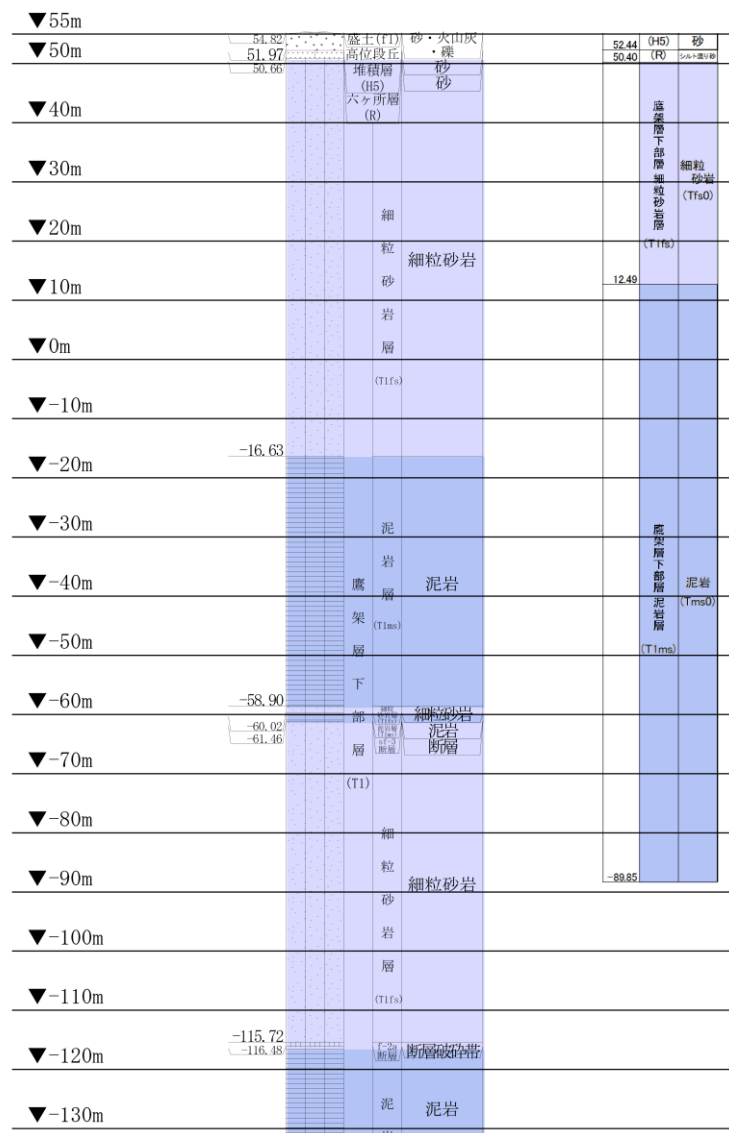 ▼55m
▼50m
▼40m
▼30m
▼20m
▼10m
▼0m
▼-10m
▼-20m
▼-30m
▼-40m
▼-50m
▼-60m
▼-70m
▼-80m
▼-90m
▼-100m
▼-110m
▼-120m
▼-130m
54.82
51.97
50.66
-16.63
-58.90
-60.02
-61.46
-115.72
-116.48
盛土(fl)
高位段丘
堆積層
(H5)
六ヶ所層
(R)
砂・火山灰
・礫
砂
砂
細粒砂岩層
(T1fs)
細粒砂岩
鷹架層下部層
(T1)
泥岩層
(T1ms)
泥岩
細粒砂岩
泥岩
sf-3
断層
断層
細粒砂岩層
(T1fs)
細粒砂岩
f-2a
断層
断層破砕帯
泥
泥岩
52.44
(H5)
砂
50.40
(R)
シルト混り砂
鷹架層下部層 細粒砂岩層
(T1fs)
細粒
砂岩
(Tfs0)
12.49
鷹架層下部層 泥岩層
(T1ms)
泥岩
(Tms0)
-89.85